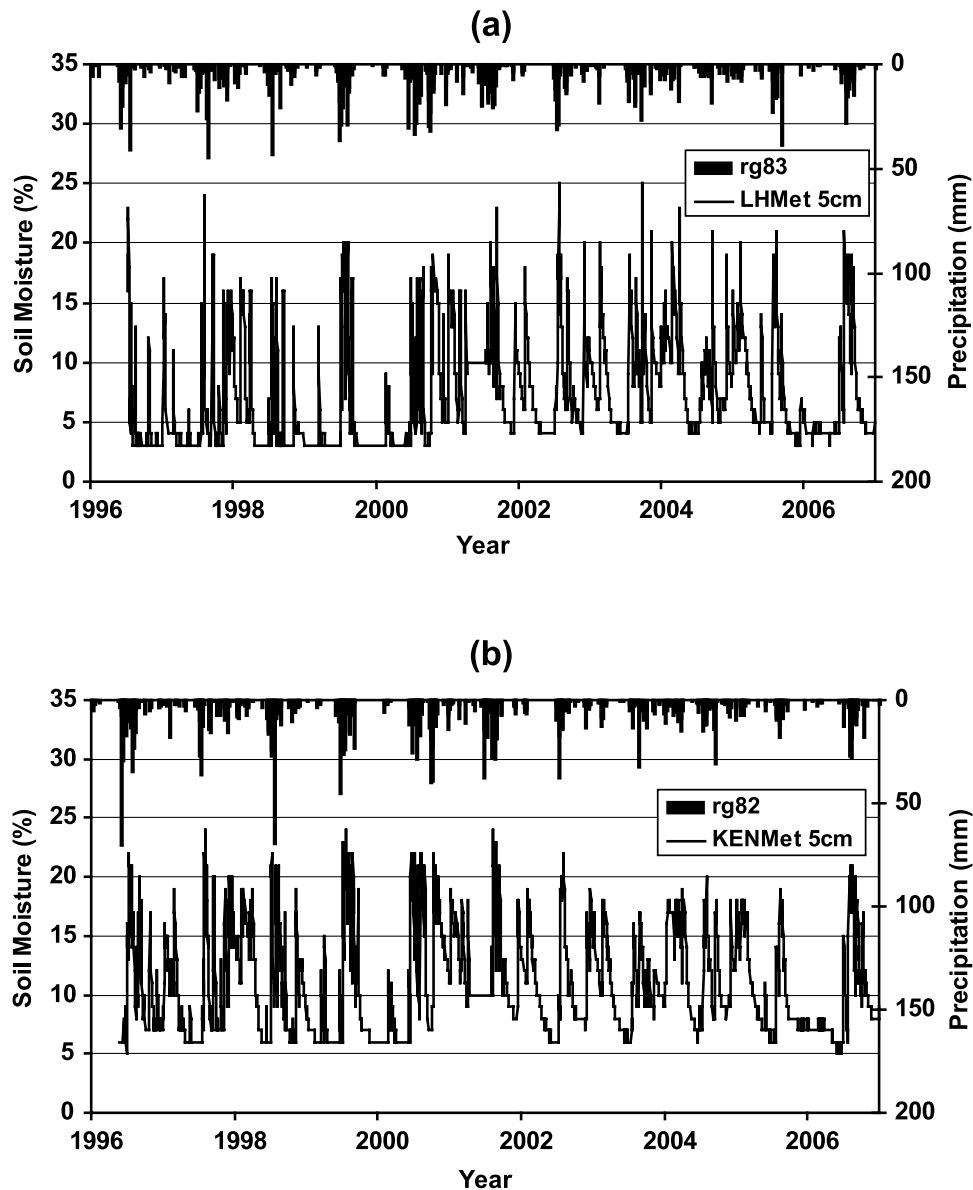 (a)
35 0
30
25 50
20 100
15
10 150
5
0 200
Soil Moisture (%)
Precipitation (mm)
rg83
LHMet 5cm
1996 1998 2000 2002 2004 2006
Year
(b)
35 0
30
25 50
20 100
15
10 150
5
0 200
Soil Moisture (%)
Precipitation (mm)
rg82
KENMet 5cm
1996 1998 2000 2002 2004 2006
Year